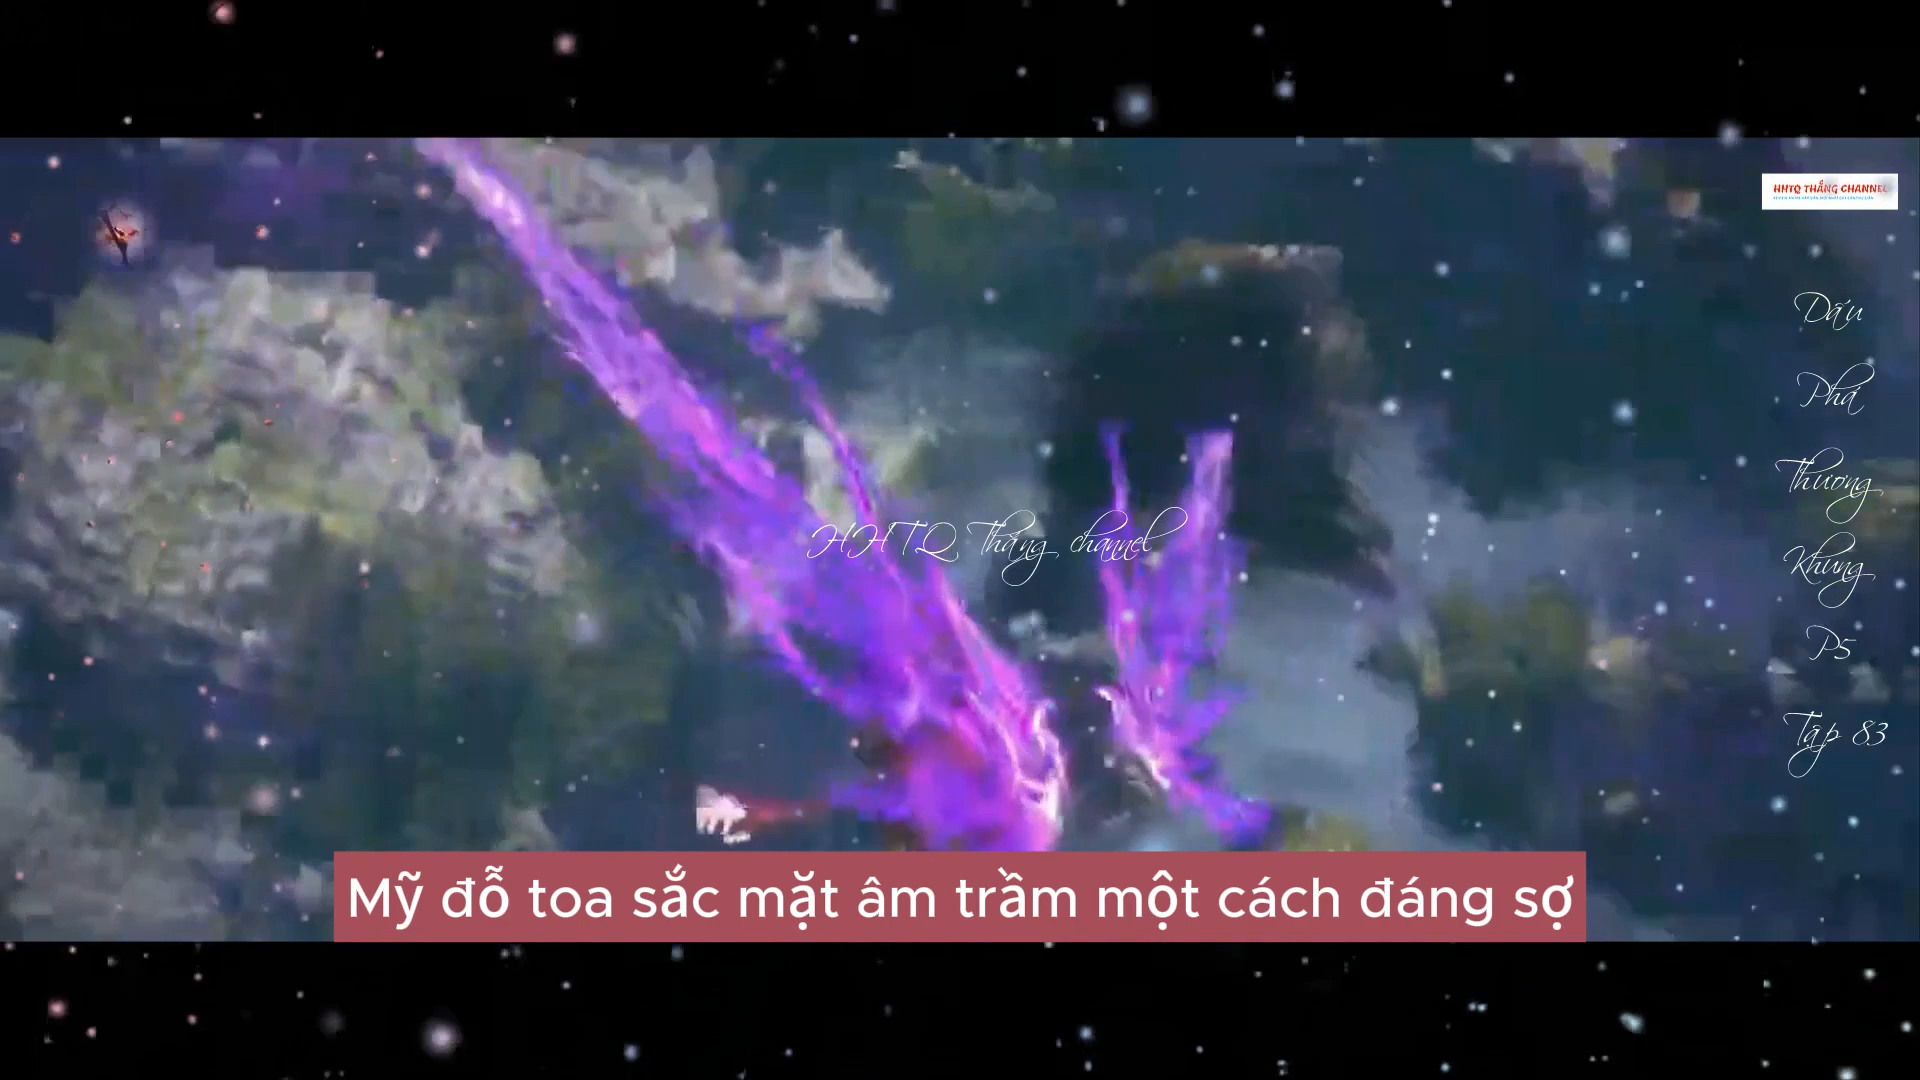 HHTQ THẮNG CHANNEL
Dấu
Phá
Thương
Khung
P5
Tập 83
HHTQ Thắng channel
Mỹ đỗ toa sắc mặt âm trầm một cách đáng sợ